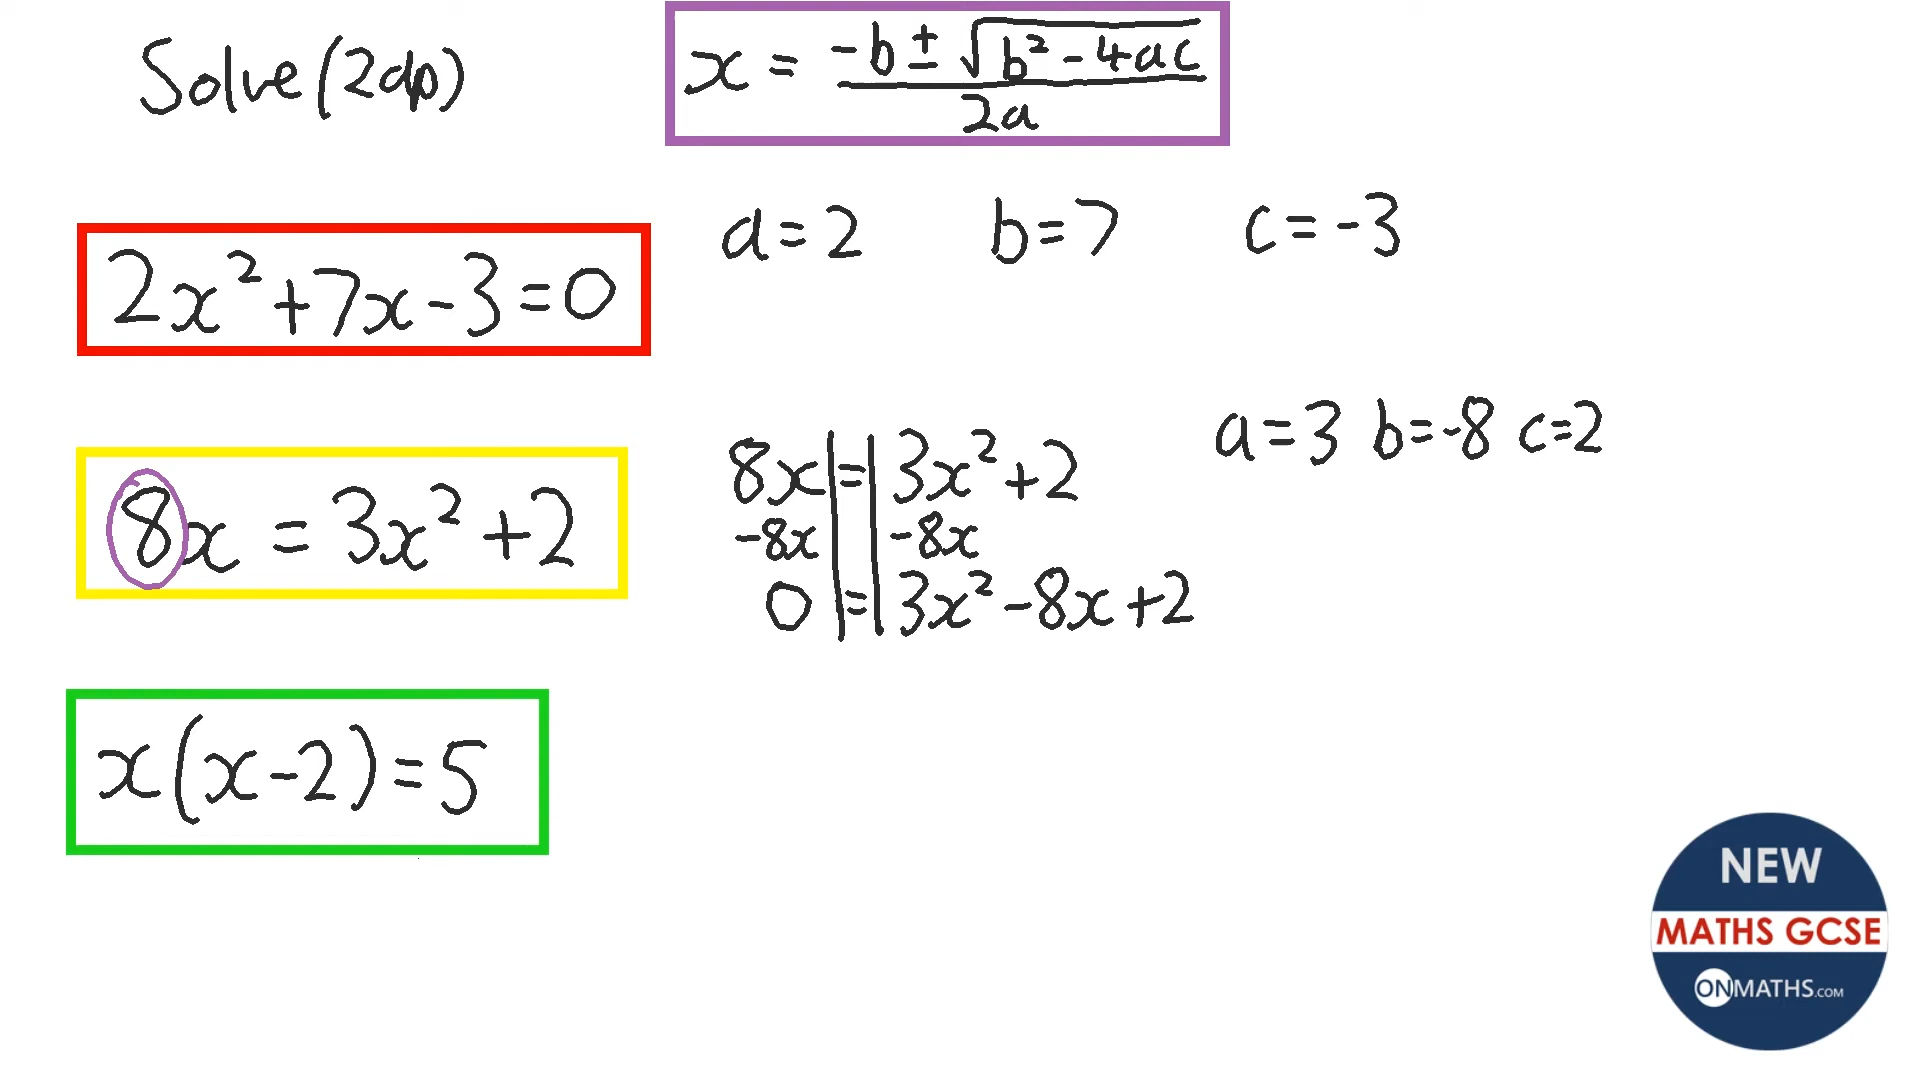 Solve (2dp)
x = -b ± √b² - 4ac
2a
a = 2 b = 7 c = -3
2x² + 7x - 3 = 0
a = 3 b = -8 c = 2
8x = 3x² + 2
-8x -8x
0 = 3x² - 8x + 2
8x = 3x² + 2
x(x - 2) = 5
NEW
MATHS GCSE
ONMATHS.COM